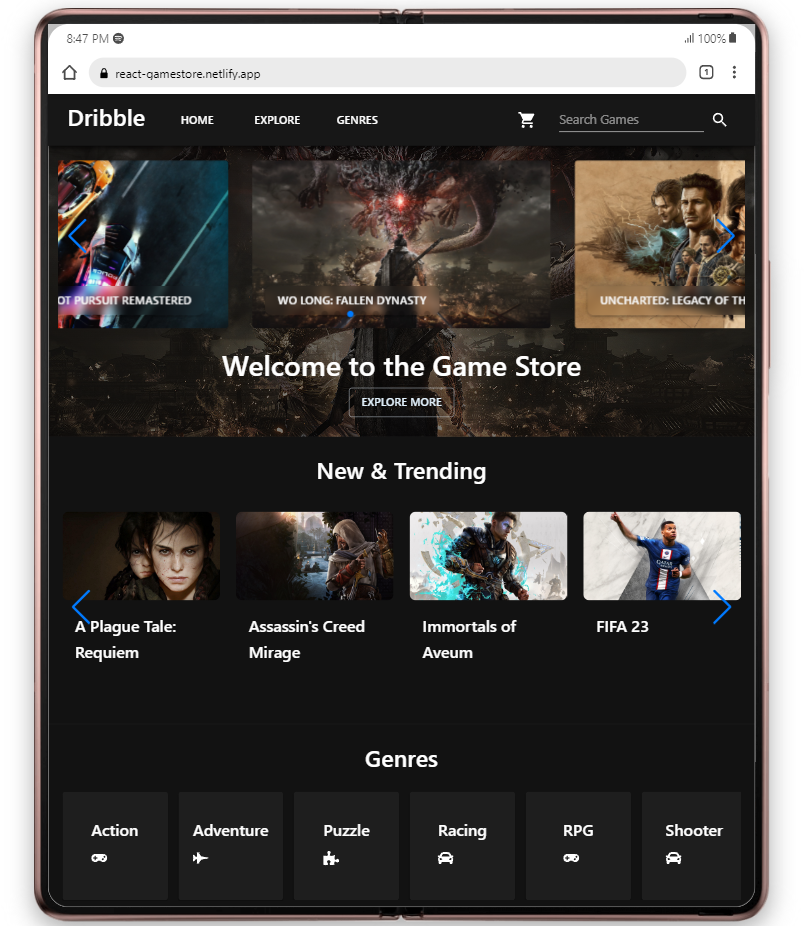 8:47 PM
100%
react-gamestore.netlify.app
1
Dribble
HOME
EXPLORE
GENRES
Search Games
OT PURSUIT REMASTERED
WO LONG: FALLEN DYNASTY
UNCHARTED: LEGACY OF TH
Welcome to the Game Store
EXPLORE MORE
New & Trending
A Plague Tale:
Requiem
Assassin's Creed
Mirage
Immortals of
Aveum
FIFA 23
Genres
Action
Adventure
Puzzle
Racing
RPG
Shooter